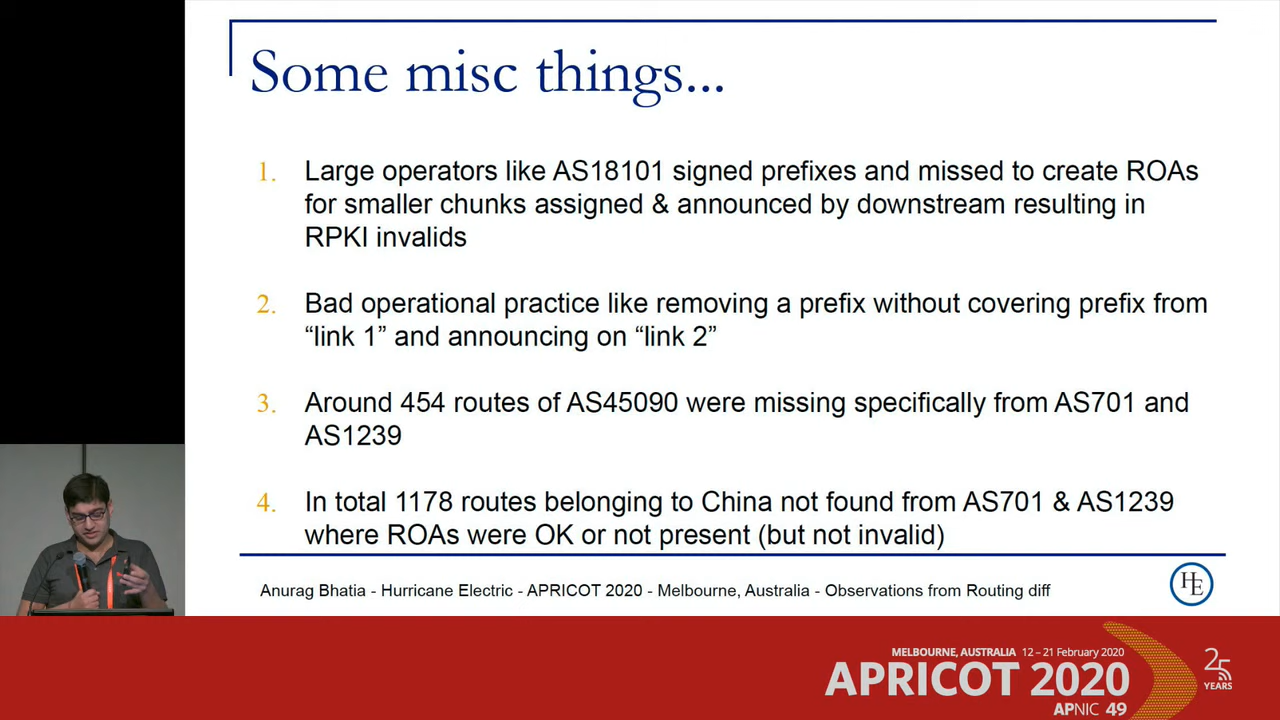 Some misc things...
1. Large operators like AS18101 signed prefixes and missed to create ROAs
for smaller chunks assigned & announced by downstream resulting in
RPKI invalids
2. Bad operational practice like removing a prefix without covering prefix from
“link 1” and announcing on “link 2”
3. Around 454 routes of AS45090 were missing specifically from AS701 and
AS1239
4. In total 1178 routes belonging to China not found from AS701 & AS1239
where ROAs were OK or not present (but not invalid)
Anurag Bhatia - Hurricane Electric - APRICOT 2020 - Melbourne, Australia - Observations from Routing diff
HE
MELBOURNE, AUSTRALIA 12 – 21 February 2020
APRICOT 2020
APNIC 49
25
YEARS